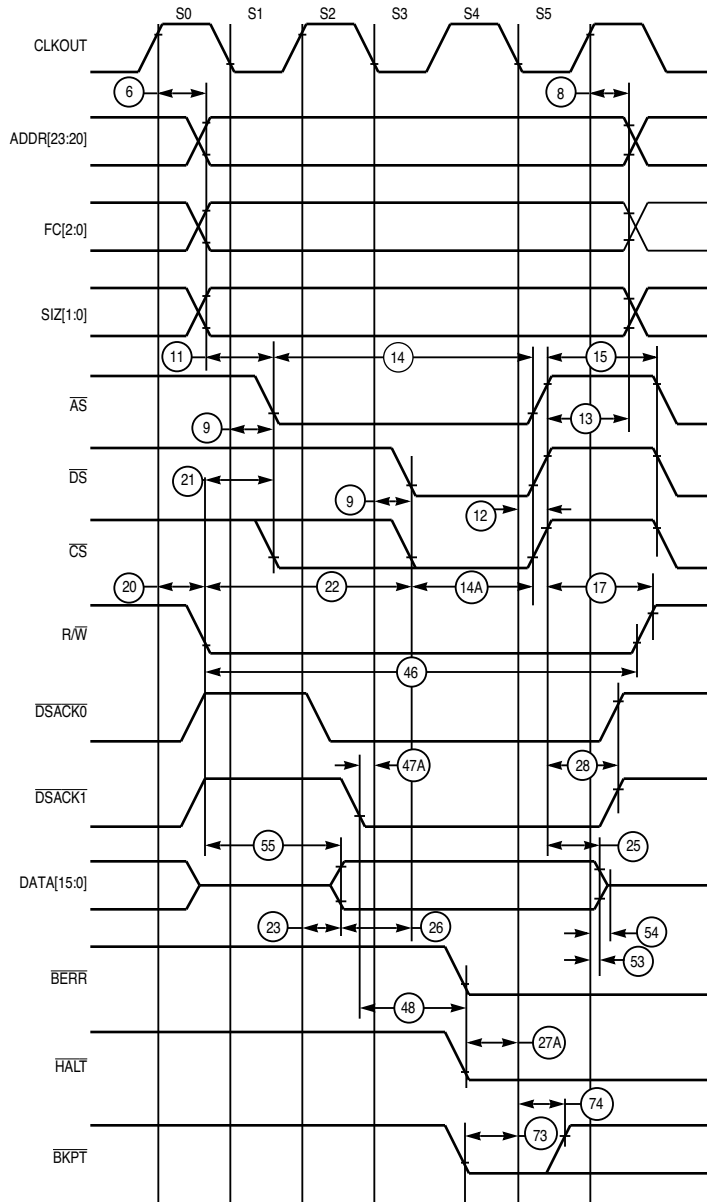 S0 S1 S2 S3 S4 S5
CLKOUT
6 8
ADDR[23:20]
FC[2:0]
SIZ[1:0]
11 14 15
AS
9 13
DS
21 9 12
CS
20 22 14A 17
R/W
46
DSACK0
47A 28
DSACK1
55 25
DATA[15:0]
23 26 54
53
BERR
48
27A
HALT
74
73
BKPT